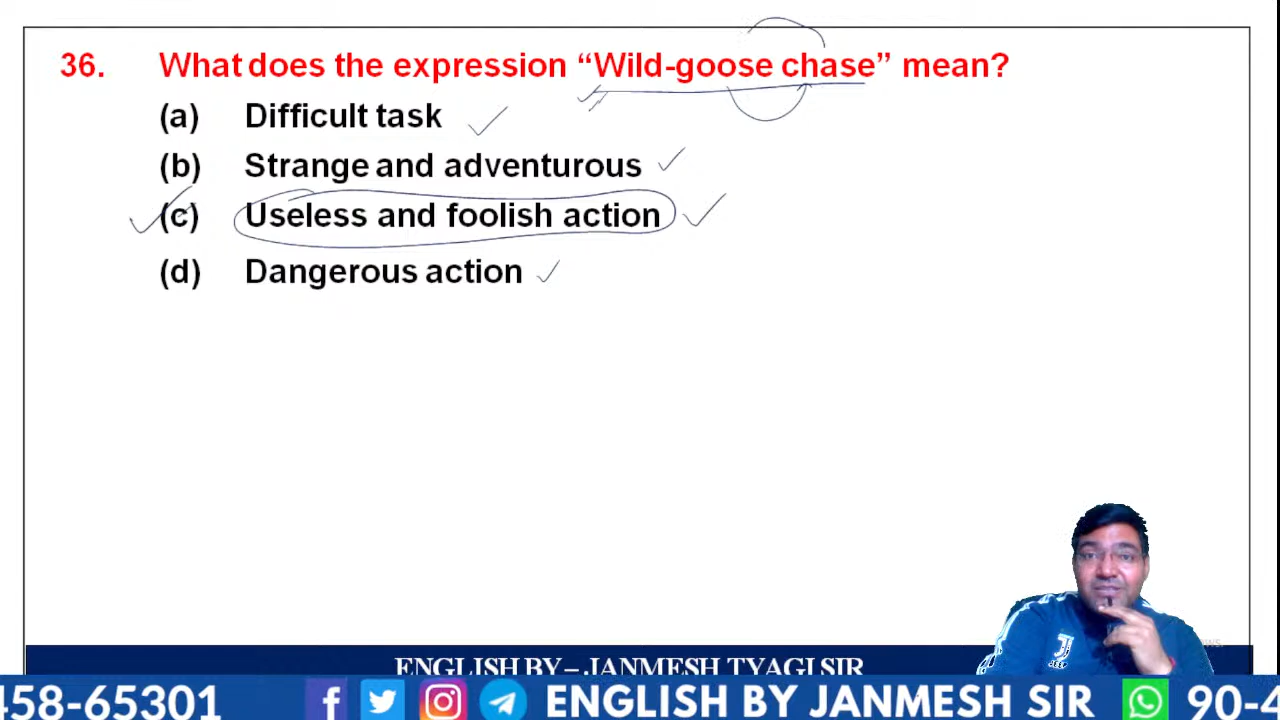 36. What does the expression “Wild-goose chase” mean?
(a) Difficult task
(b) Strange and adventurous
(c) Useless and foolish action
(d) Dangerous action
ENGLISH BY – JANMESH TYAGI SIR
458-65301 ENGLISH BY JANMESH SIR 90-4